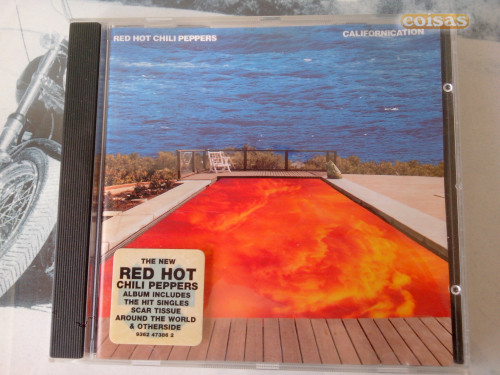 coisas
RED HOT CHILI PEPPERS
CALIFORNICATION
THE NEW
RED HOT
CHILI PEPPERS
ALBUM INCLUDES
THE HIT SINGLES
SCAR TISSUE
AROUND THE WORLD
& OTHERSIDE
9362 47386 2